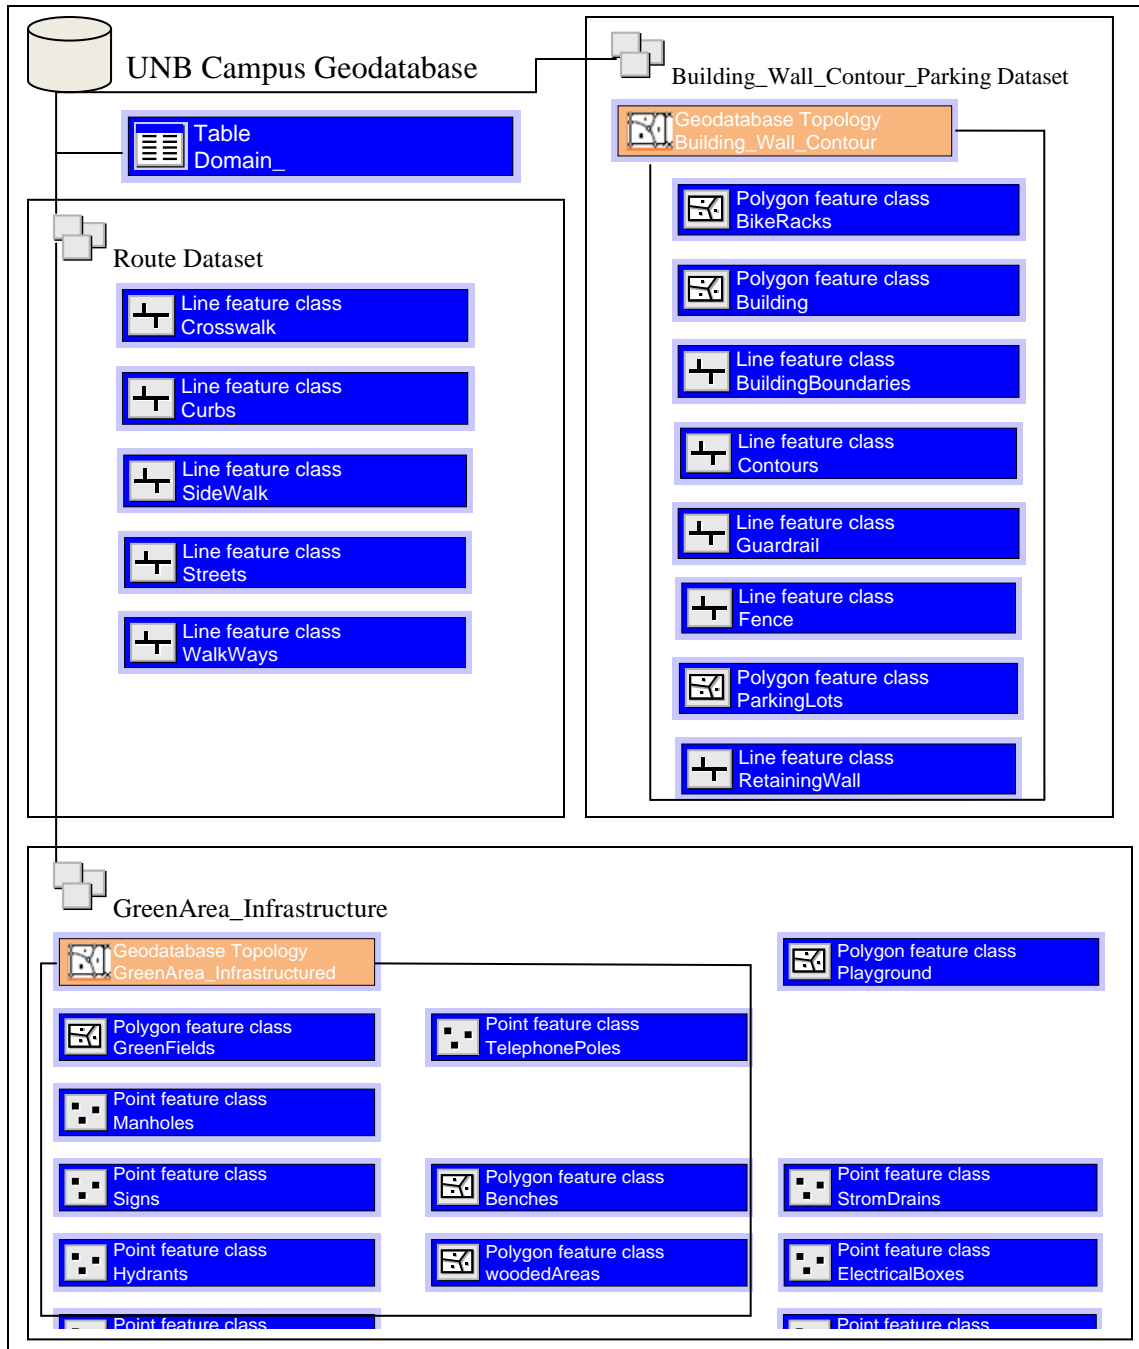 UNB Campus Geodatabase
Table
Domain_
Building_Wall_Contour_Parking Dataset
Geodatabase Topology
Building_Wall_Contour
Polygon feature class
BikeRacks
Polygon feature class
Building
Line feature class
BuildingBoundaries
Line feature class
Contours
Line feature class
Guardrail
Line feature class
Fence
Polygon feature class
ParkingLots
Line feature class
RetainingWall
Route Dataset
Line feature class
Crosswalk
Line feature class
Curbs
Line feature class
SideWalk
Line feature class
Streets
Line feature class
WalkWays
GreenArea_Infrastructure
Geodatabase Topology
GreenArea_Infrastructured
Polygon feature class
Playground
Polygon feature class
GreenFields
Point feature class
TelephonePoles
Point feature class
Manholes
Point feature class
Signs
Polygon feature class
Benches
Point feature class
StromDrains
Point feature class
Hydrants
Polygon feature class
woodedAreas
Point feature class
ElectricalBoxes
Point feature class
Point feature class